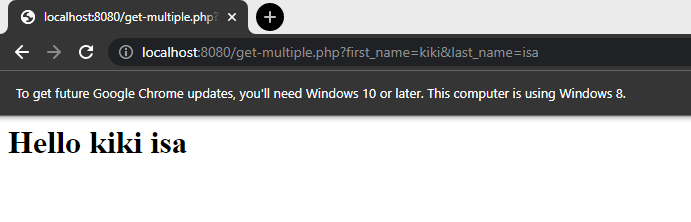 localhost:8080/get-multiple.php?
localhost:8080/get-multiple.php?first_name=kiki&last_name=isa
To get future Google Chrome updates, you'll need Windows 10 or later. This computer is using Windows 8.
Hello kiki isa